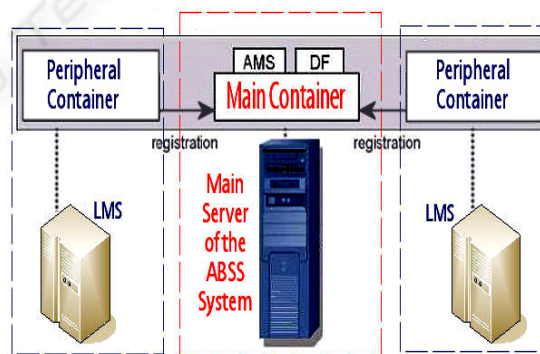 AMS
DF
Peripheral
Container
Main Container
Peripheral
Container
registration
registration
LMS
Main
Server
of the
ABSS
System
LMS